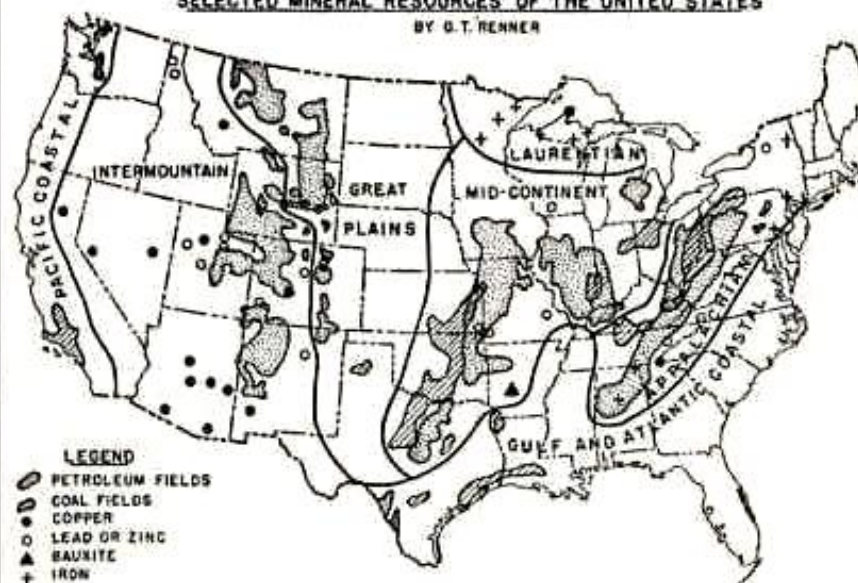 SELECTED MINERAL RESOURCES OF THE UNITED STATES
BY G.T. RENNER
PACIFIC COASTAL
INTERMOUNTAIN
GREAT
PLAINS
LAURENTIAN
MID-CONTINENT
APPALACHIAN
GULF AND ATLANTIC COASTAL
LEGEND
PETROLEUM FIELDS
COAL FIELDS
COPPER
LEAD OR ZINC
BAUXITE
IRON